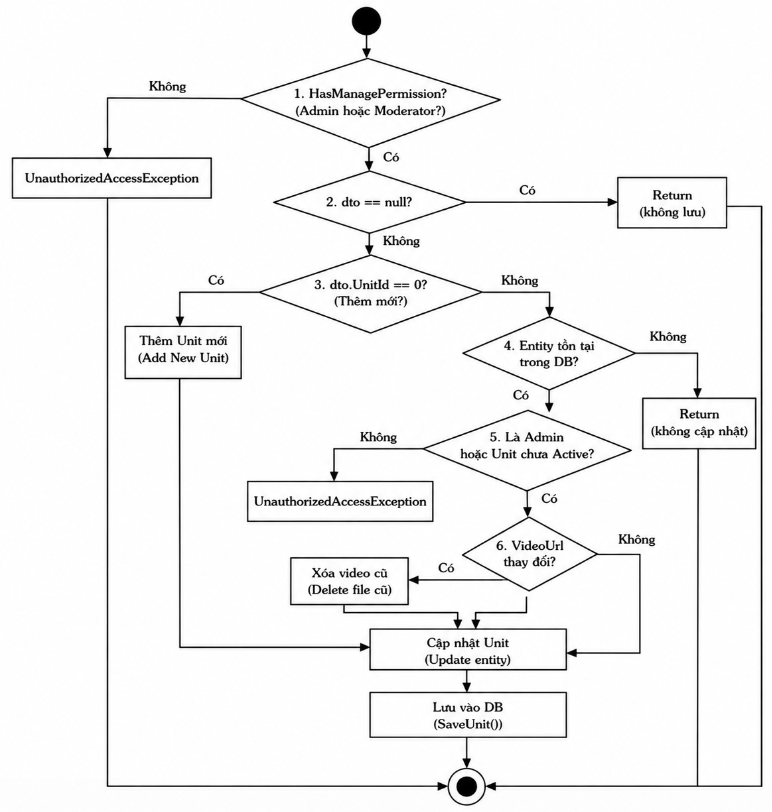 1. HasManagePermission?
(Admin hoặc Moderator?)
Không
UnauthorizedAccessException
Có
2. dto == null?
Có
Return
(không lưu)
Không
3. dto.UnitId == 0?
(Thêm mới?)
Có
Không
Thêm Unit mới
(Add New Unit)
4. Entity tồn tại
trong DB?
Không
Có
Return
(không cập nhật)
5. Là Admin
hoặc Unit chưa Active?
Không
UnauthorizedAccessException
Có
6. VideoUrl
thay đổi?
Không
Có
Xóa video cũ
(Delete file cũ)
Cập nhật Unit
(Update entity)
Lưu vào DB
(SaveUnit())